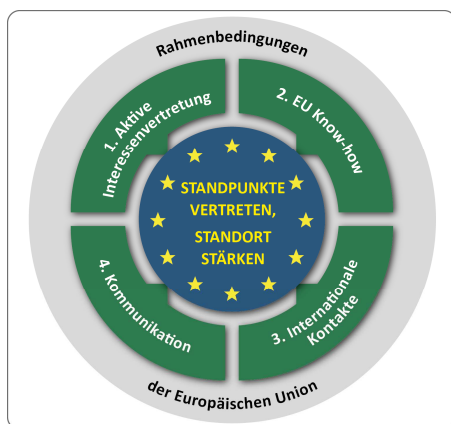 Rahmenbedingungen
1. Aktive
Interessenvertretung
2. EU Know-how
STANDPUNKTE
VERTRETEN,
STANDORT
STÄRKEN
4. Kommunikation
3. Internationale
Kontakte
der Europäischen Union